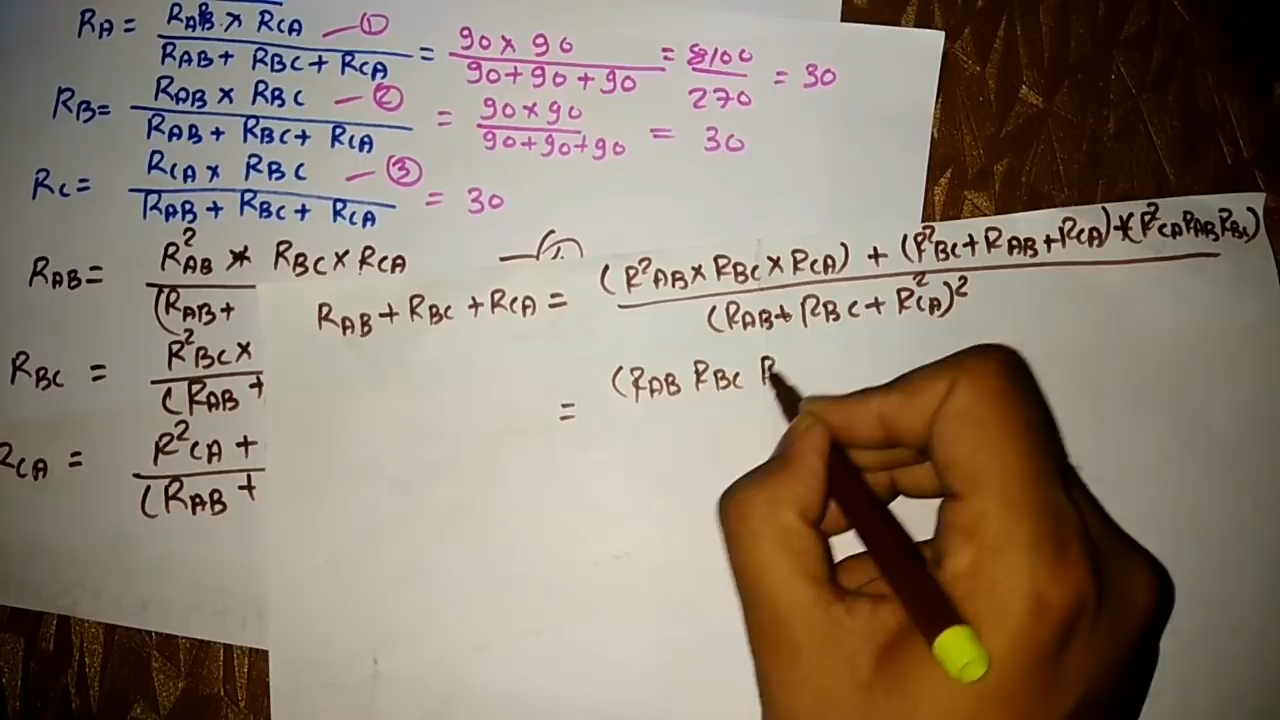 RA = RAB × RCA / RAB + RBC + RCA — ① = 90 × 90 / 90 + 90 + 90 = 8100 / 270 = 30
RB = RAB × RBC / RAB + RBC + RCA — ② = 90 × 90 / 90 + 90 + 90 = 30
RC = RCA × RBC / RAB + RBC + RCA — ③ = 30
RAB = R²AB × RBC × RCA / (RAB +
RBC = R²BC × / (RAB +
RCA = R²CA + / (RAB +
RAB + RBC + RCA = (R²AB × RBC × RCA) + (R²BC + RAB + RCA) + (R²CA RAB RBC) / (RAB + RBC + R²CA)²
= (RAB RBC R